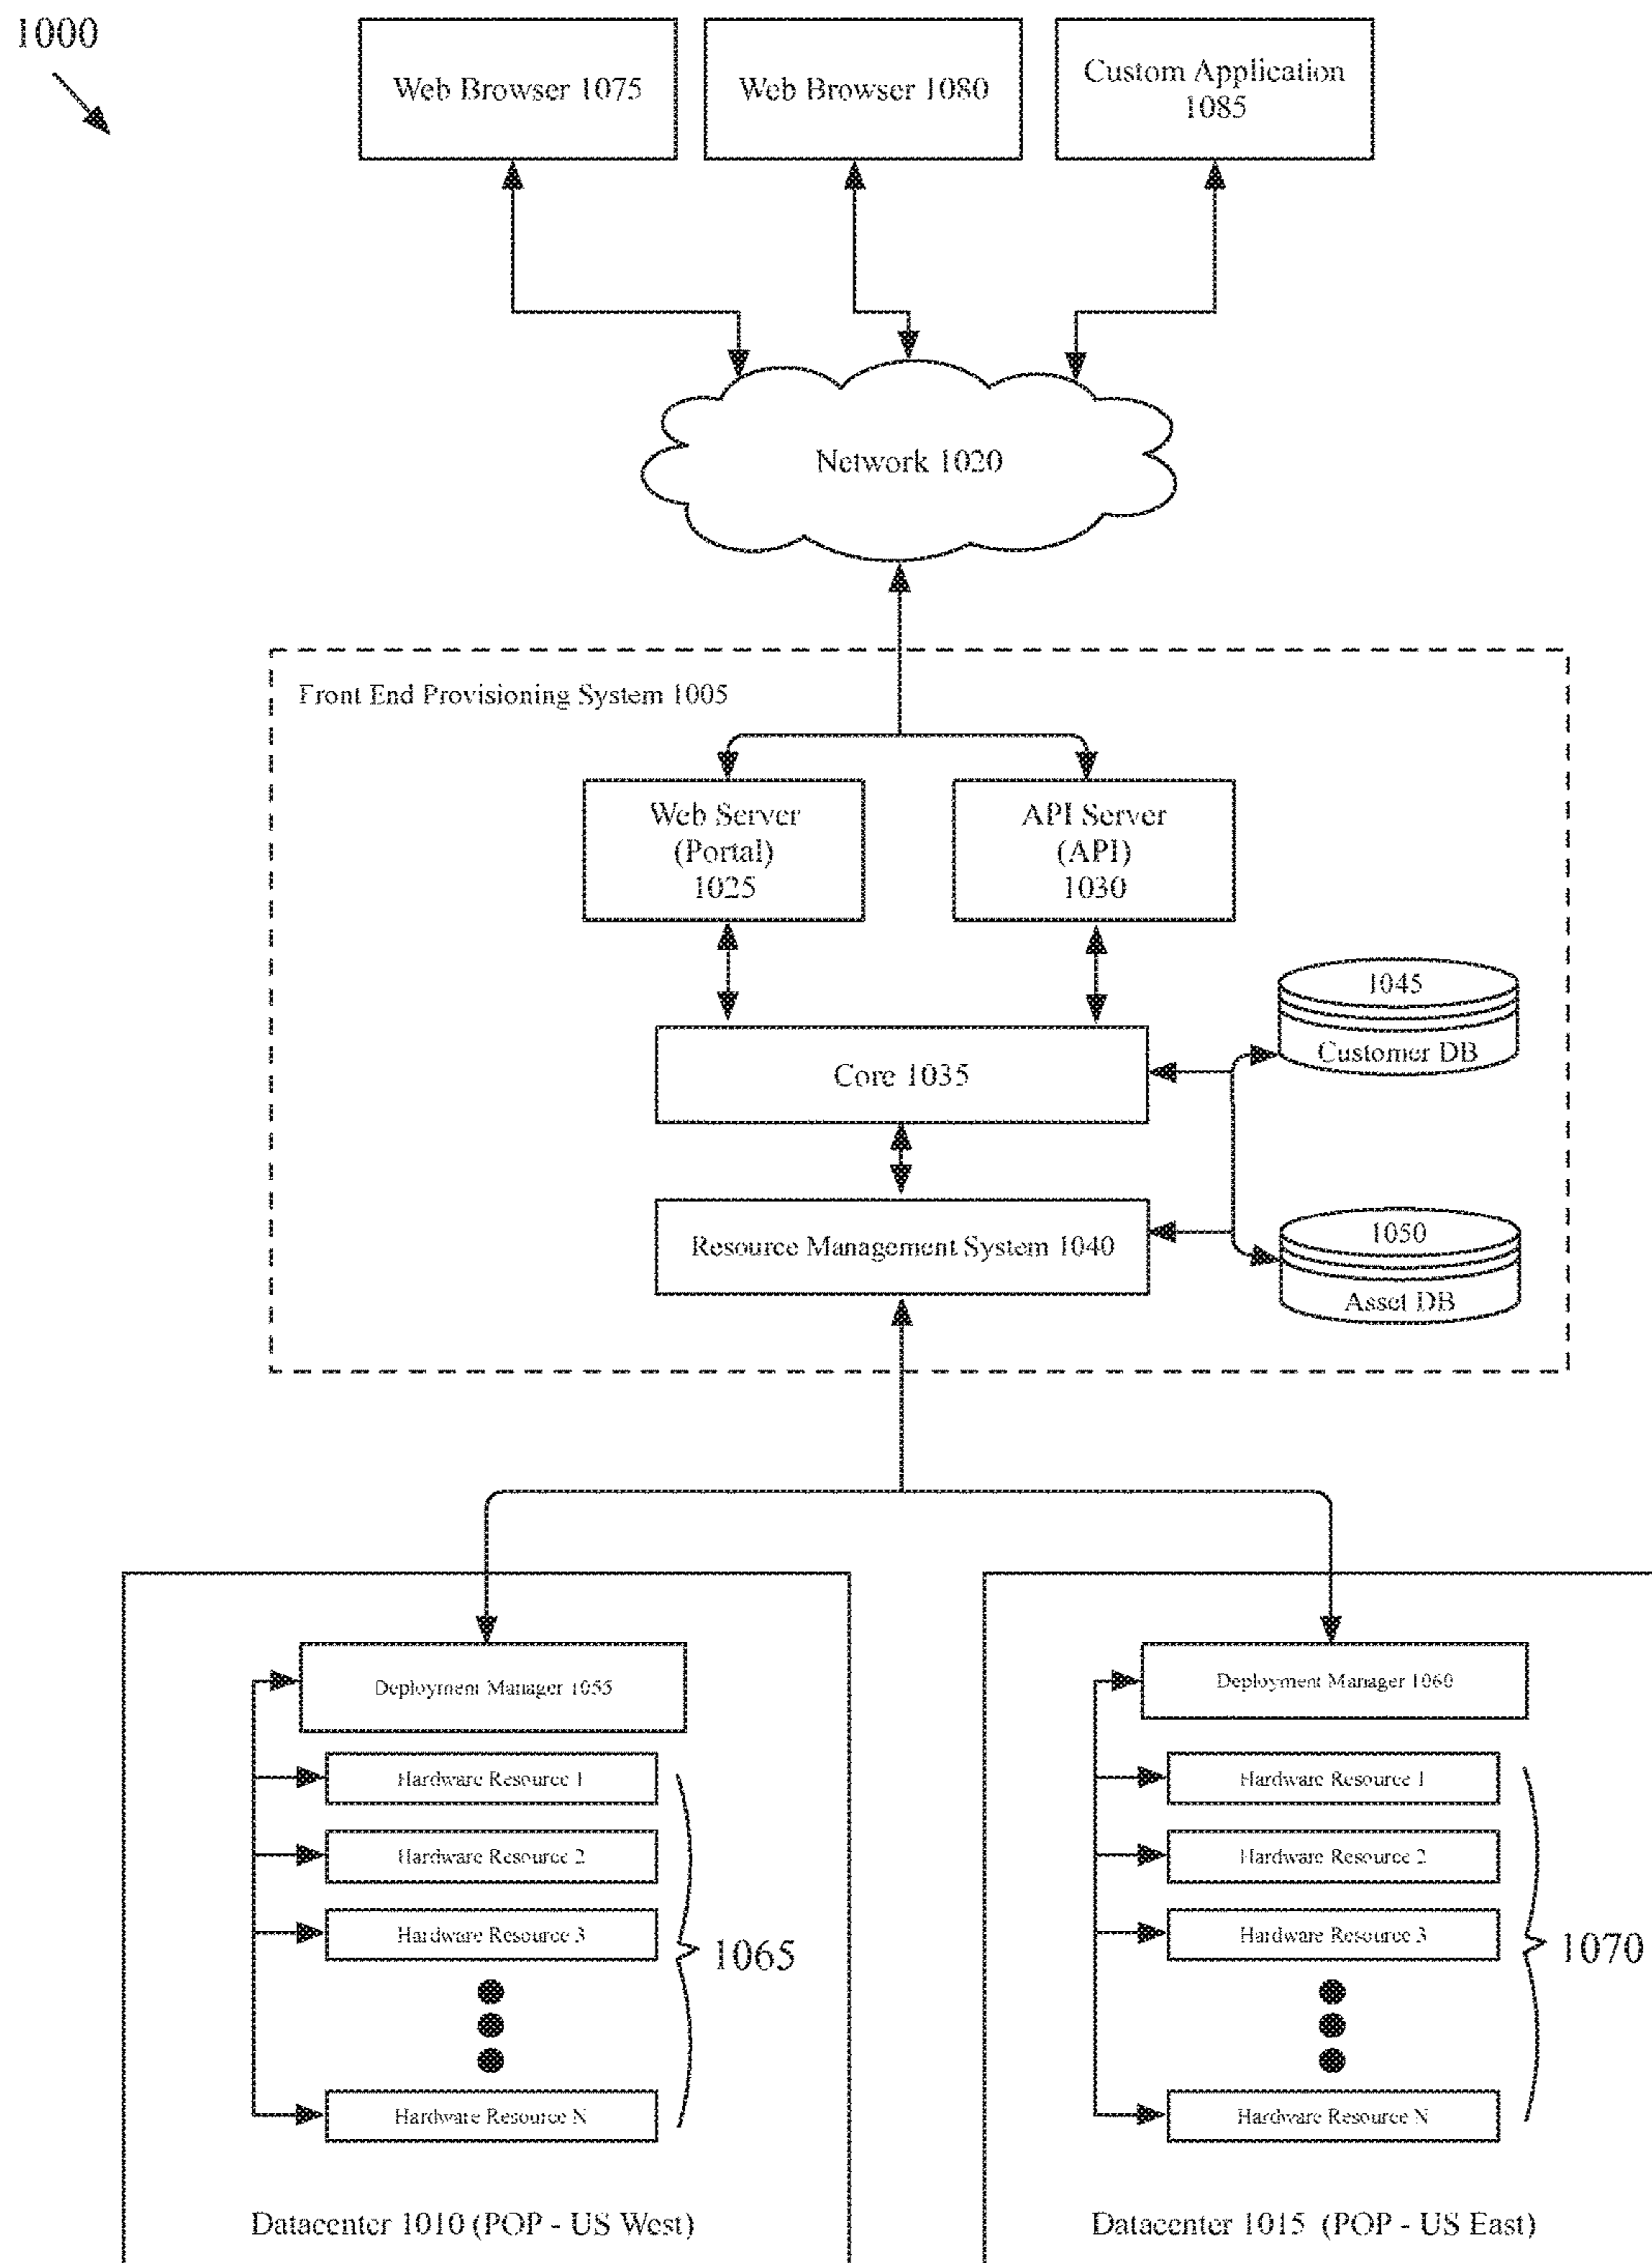 1000
Web Browser 1075
Web Browser 1080
Custom Application
1085
Network 1020
Front End Provisioning System 1005
Web Server
(Portal)
1025
API Server
(API)
1030
1045
Customer DB
Core 1035
Resource Management System 1040
1050
Asset DB
Deployment Manager 1055
Hardware Resource 1
Hardware Resource 2
Hardware Resource 3
Hardware Resource N
1065
Datacenter 1010 (POP - US West)
Deployment Manager 1060
Hardware Resource 1
Hardware Resource 2
Hardware Resource 3
Hardware Resource N
1070
Datacenter 1015 (POP - US East)